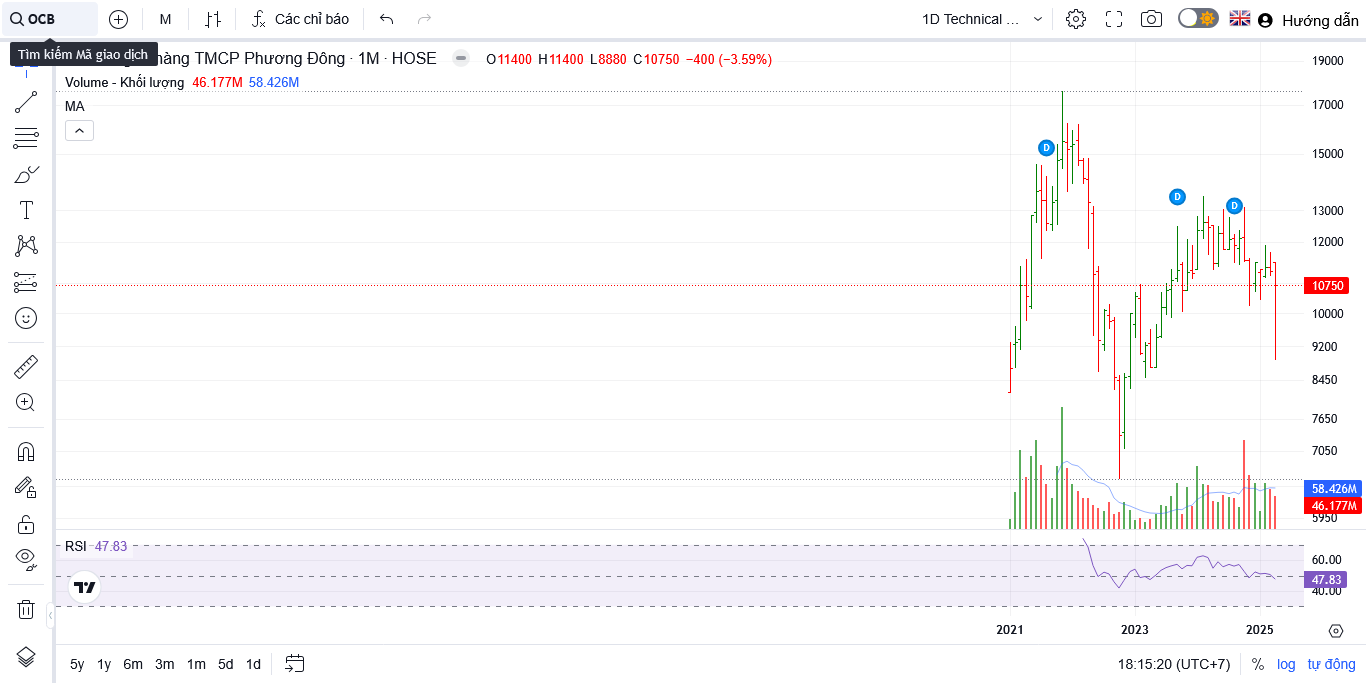 OCB
M
Các chỉ báo
1D Technical ...
Hướng dẫn
Tìm kiếm Mã giao dịch
hàng TMCP Phương Đông · 1M · HOSE
O11400 H11400 L8880 C10750 −400 (−3.59%)
Volume - Khối lượng 46.177M 58.426M
MA
D
D
D
19000
17000
15000
13000
12000
10750
10000
9200
8450
7650
7050
58.426M
46.177M
5950
RSI 47.83
60.00
47.83
40.00
2021
2023
2025
5y 1y 6m 3m 1m 5d 1d
18:15:20 (UTC+7)
% log tự động